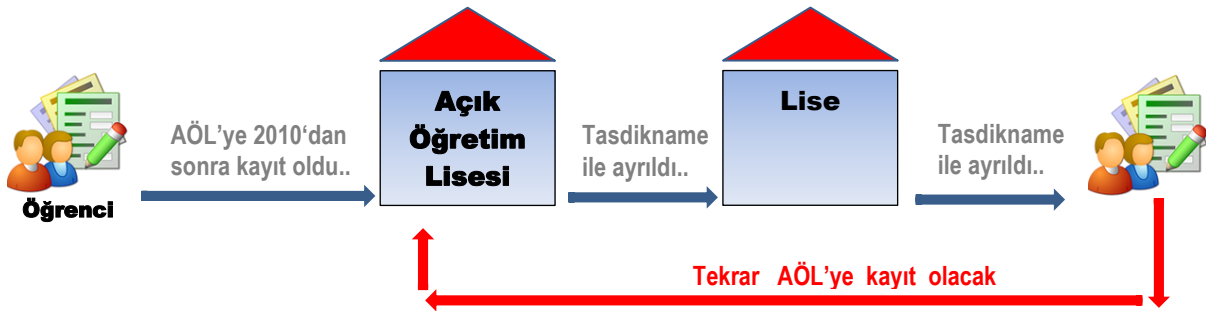 Öğrenci
AÖL'ye 2010'dan
sonra kayıt oldu..
Açık
Öğretim
Lisesi
Tasdikname
ile ayrıldı..
Lise
Tasdikname
ile ayrıldı..
Tekrar AÖL'ye kayıt olacak